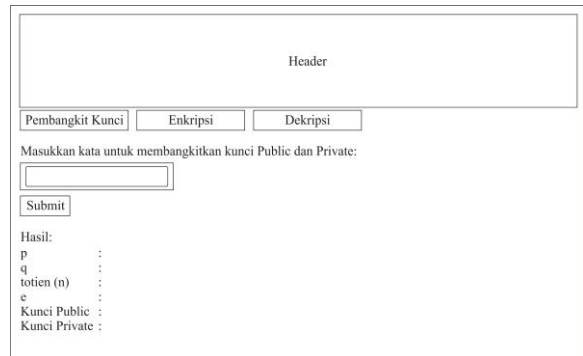 Header
Pembangkit Kunci Enkripsi Dekripsi
Masukkan kata untuk membangkitkan kunci Public dan Private:
Submit
Hasil:
p :
q :
totien (n) :
e :
Kunci Public :
Kunci Private :